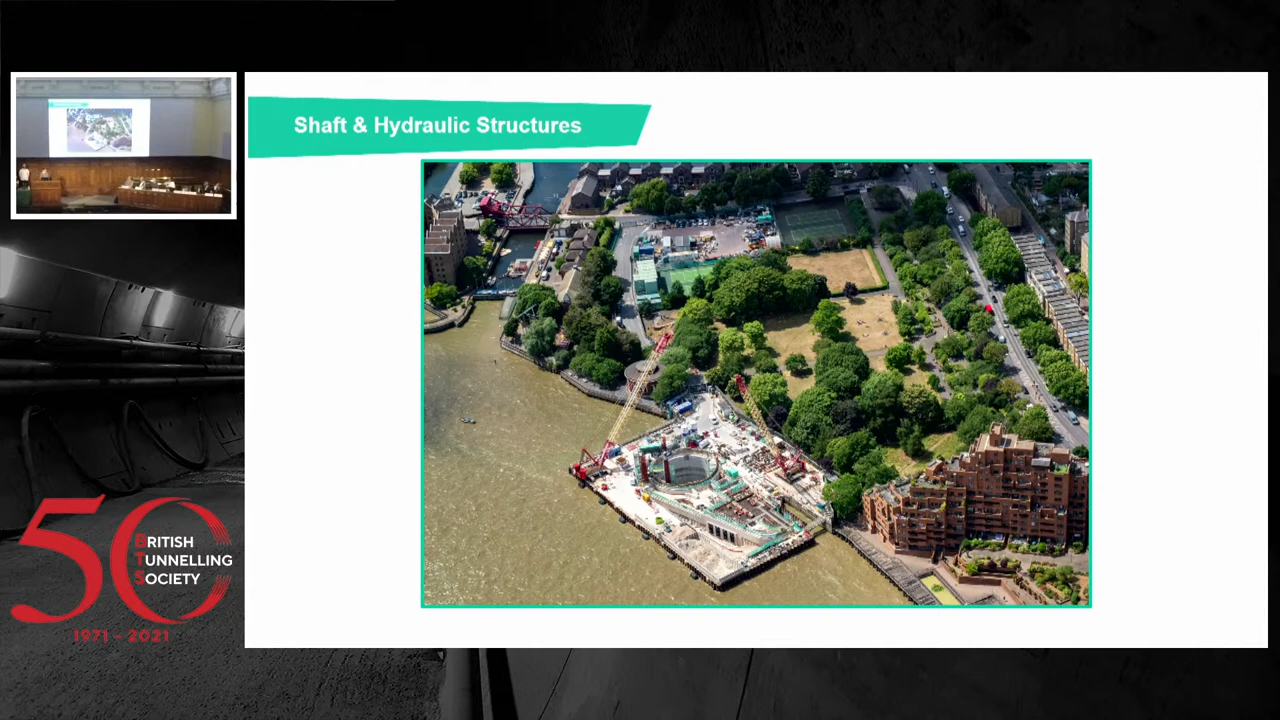 Shaft & Hydraulic Structures
50
BRITISH
TUNNELLING
SOCIETY
1971 - 2021